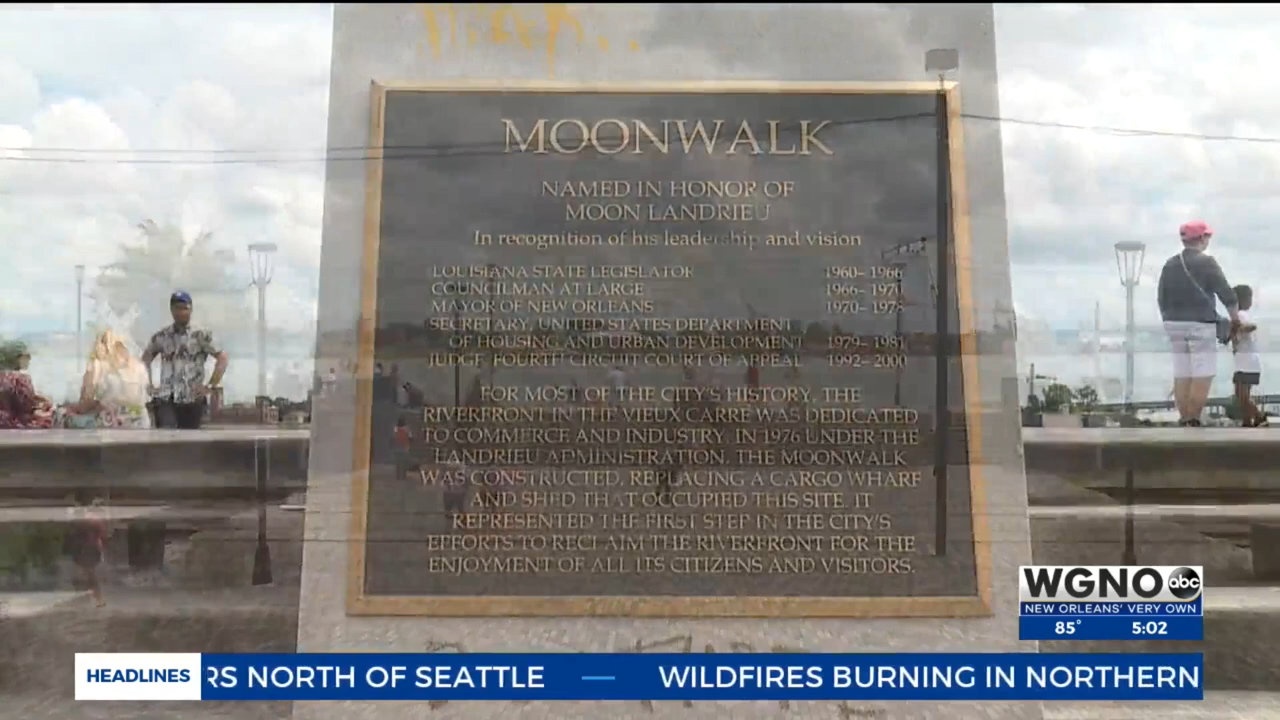 MOONWALK
NAMED IN HONOR OF
MOON LANDRIEU
In recognition of his leadership and vision
LOUISIANA STATE LEGISLATOR 1960–1966
COUNCILMAN AT LARGE 1966–1970
MAYOR OF NEW ORLEANS 1970–1978
SECRETARY, UNITED STATES DEPARTMENT
OF HOUSING AND URBAN DEVELOPMENT 1979–1981
JUDGE, FOURTH CIRCUIT COURT OF APPEAL 1992–2000
FOR MOST OF THE CITY'S HISTORY, THE
RIVERFRONT IN THE VIEUX CARRE WAS DEDICATED
TO COMMERCE AND INDUSTRY. IN 1976 UNDER THE
LANDRIEU ADMINISTRATION, THE MOONWALK
WAS CONSTRUCTED, REPLACING A CARGO WHARF
AND SHED THAT OCCUPIED THIS SITE. IT
REPRESENTED THE FIRST STEP IN THE CITY'S
EFFORTS TO RECLAIM THE RIVERFRONT FOR THE
ENJOYMENT OF ALL ITS CITIZENS AND VISITORS.
WGNO abc
NEW ORLEANS' VERY OWN
85° 5:02
HEADLINES RS NORTH OF SEATTLE — WILDFIRES BURNING IN NORTHERN